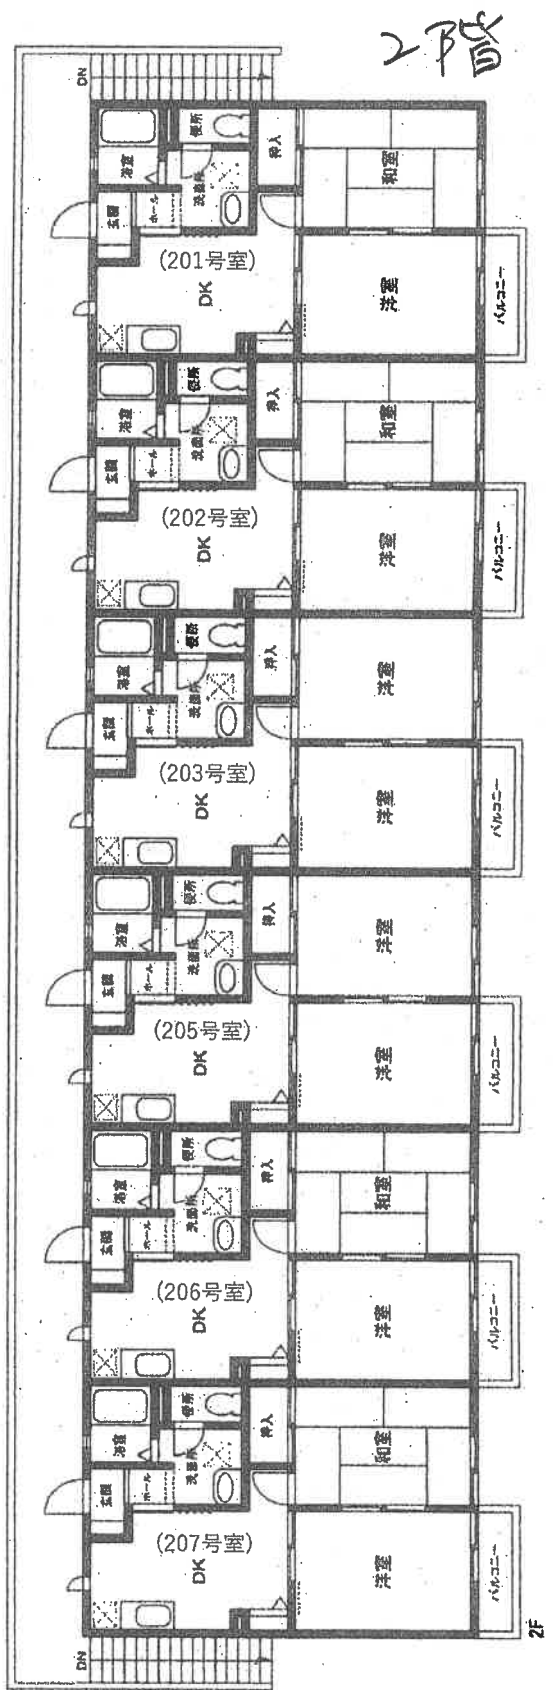 2階
DN
浴室
便所
洗面所
玄関
ホール
押入
和室
(201号室)
DK
洋室
バルコニー
浴室
便所
洗面所
玄関
ホール
押入
和室
(202号室)
DK
洋室
バルコニー
浴室
便所
洗面所
玄関
ホール
押入
洋室
(203号室)
DK
洋室
バルコニー
浴室
便所
洗面所
玄関
ホール
押入
洋室
(205号室)
DK
洋室
バルコニー
浴室
便所
洗面所
玄関
ホール
押入
和室
(206号室)
DK
洋室
バルコニー
浴室
便所
洗面所
玄関
ホール
押入
和室
(207号室)
DK
洋室
バルコニー
DN
2F